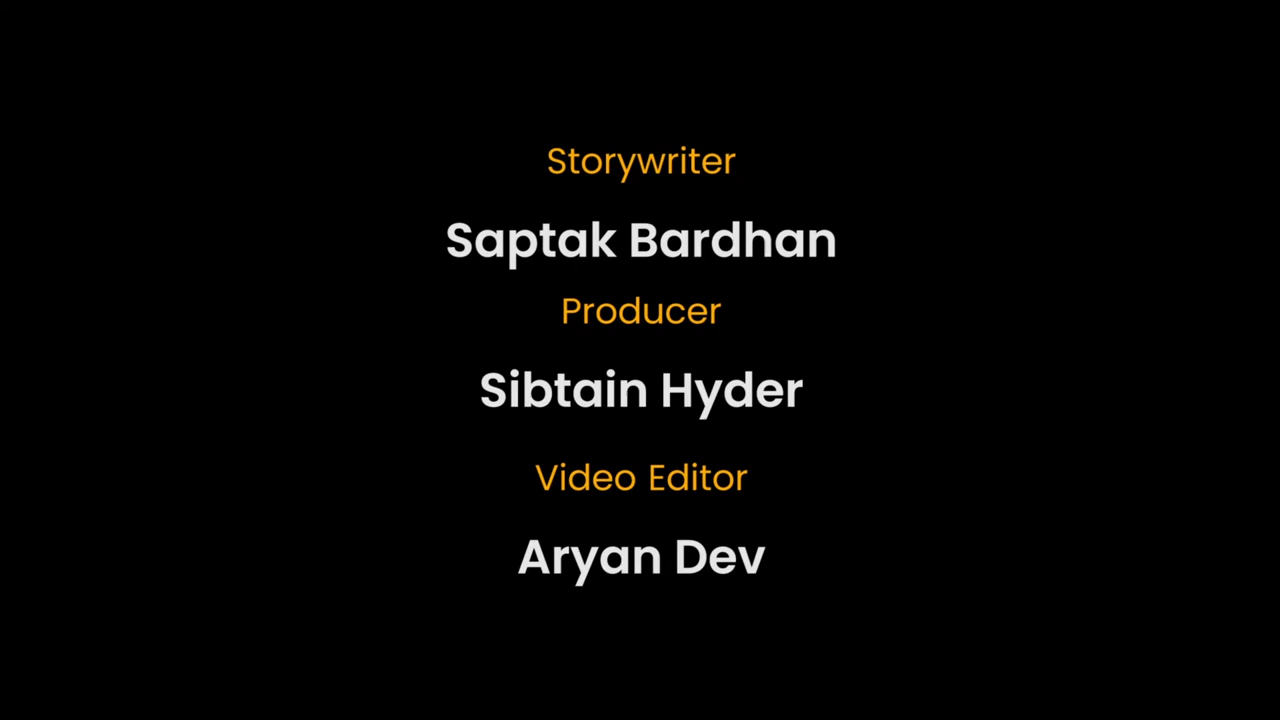 Storywriter
Saptak Bardhan
Producer
Sibtain Hyder
Video Editor
Aryan Dev